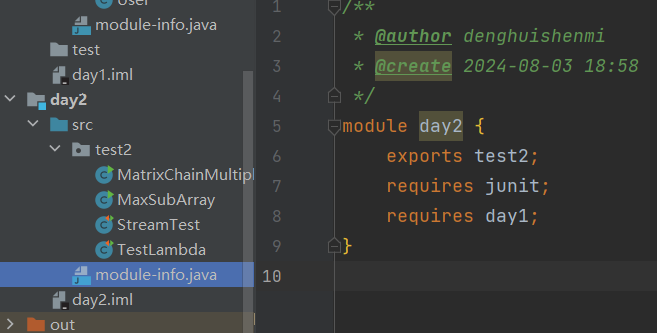 User
module-info.java
test
day1.iml
day2
src
test2
MatrixChainMultipl
MaxSubArray
StreamTest
TestLambda
module-info.java
day2.iml
out
1 /**
2 * @author denghuishenmi
3 * @create 2024-08-03 18:58
4 */
5 module day2 {
6 exports test2;
7 requires junit;
8 requires day1;
9 }
10